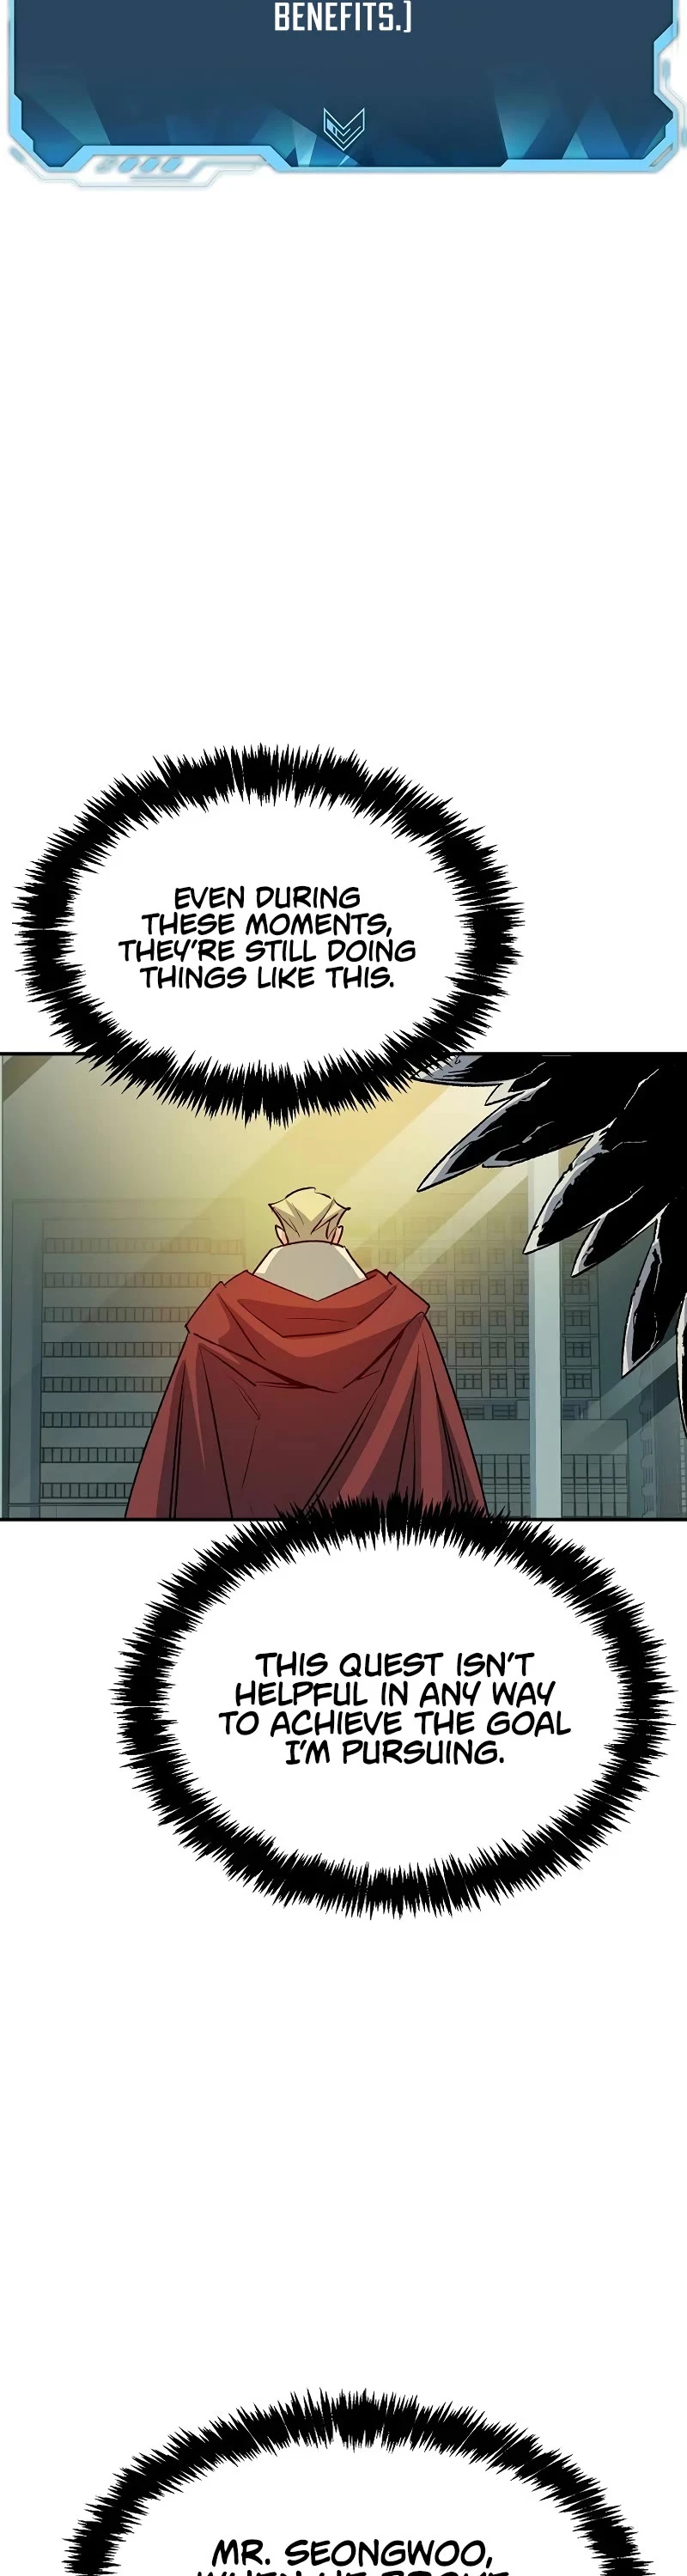 BENEFITS.]
EVEN DURING
THESE MOMENTS,
THEY'RE STILL DOING
THINGS LIKE THIS.
THIS QUEST ISN'T
HELPFUL IN ANY WAY
TO ACHIEVE THE GOAL
I'M PURSUING.
MR. SEONGWOO,